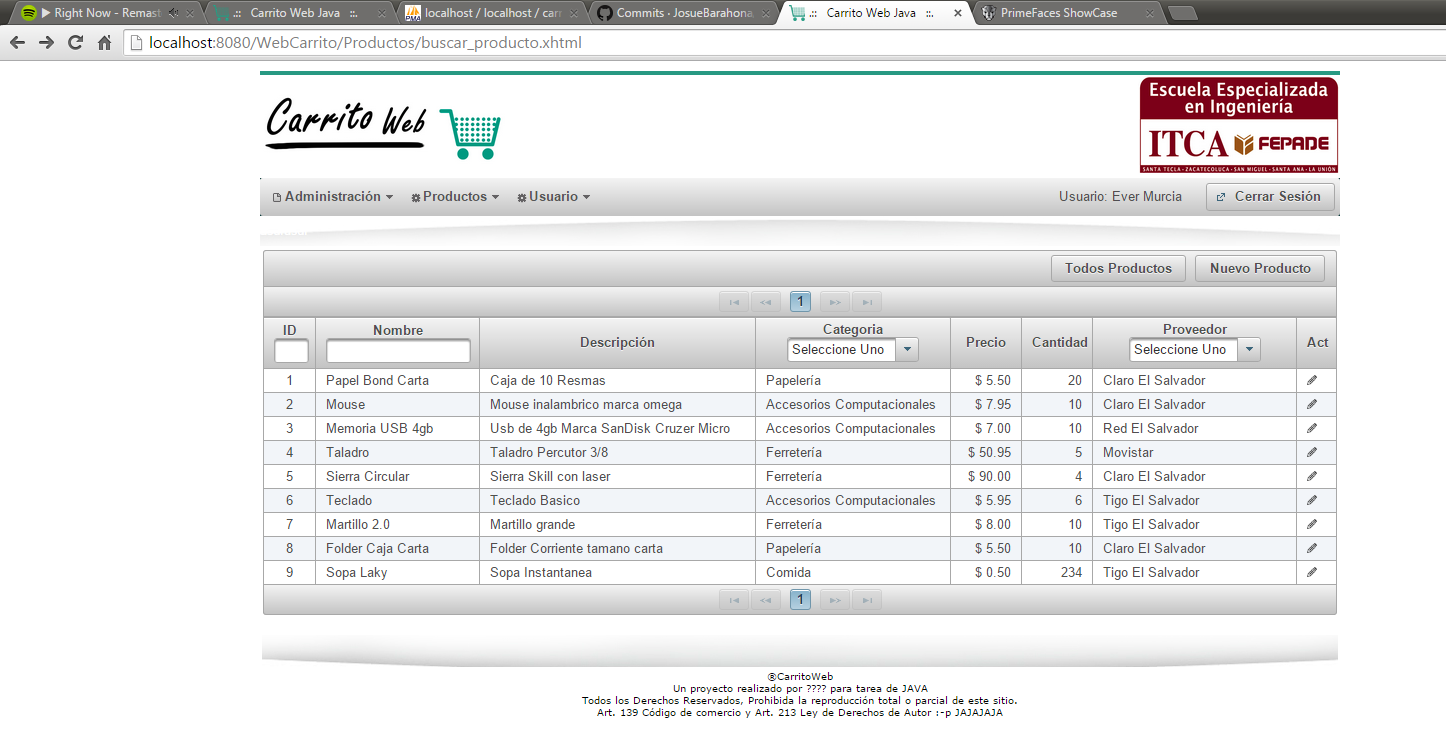 Right Now - Remast
.:: Carrito Web Java ::.
localhost / localhost / carr
Commits · JosueBarahona
.:: Carrito Web Java ::.
PrimeFaces ShowCase
localhost:8080/WebCarrito/Productos/buscar_producto.xhtml
Carrito Web
Escuela Especializada
en Ingeniería
ITCA FEPADE
SANTA TECLA · ZACATECOLUCA · SAN MIGUEL · SANTA ANA · LA UNIÓN
Administración Productos Usuario Usuario: Ever Murcia Cerrar Sesión
Todos Productos Nuevo Producto
1
ID Nombre Descripción Categoria Precio Cantidad Proveedor Act
Seleccione Uno Seleccione Uno
1 Papel Bond Carta Caja de 10 Resmas Papelería $ 5.50 20 Claro El Salvador
2 Mouse Mouse inalambrico marca omega Accesorios Computacionales $ 7.95 10 Claro El Salvador
3 Memoria USB 4gb Usb de 4gb Marca SanDisk Cruzer Micro Accesorios Computacionales $ 7.00 10 Red El Salvador
4 Taladro Taladro Percutor 3/8 Ferretería $ 50.95 5 Movistar
5 Sierra Circular Sierra Skill con laser Ferretería $ 90.00 4 Claro El Salvador
6 Teclado Teclado Basico Accesorios Computacionales $ 5.95 6 Tigo El Salvador
7 Martillo 2.0 Martillo grande Ferretería $ 8.00 10 Tigo El Salvador
8 Folder Caja Carta Folder Corriente tamano carta Papelería $ 5.50 10 Claro El Salvador
9 Sopa Laky Sopa Instantanea Comida $ 0.50 234 Tigo El Salvador
1
®CarritoWeb
Un proyecto realizado por ???? para tarea de JAVA
Todos los Derechos Reservados, Prohibida la reproducción total o parcial de este sitio.
Art. 139 Código de comercio y Art. 213 Ley de Derechos de Autor :-p JAJAJAJA